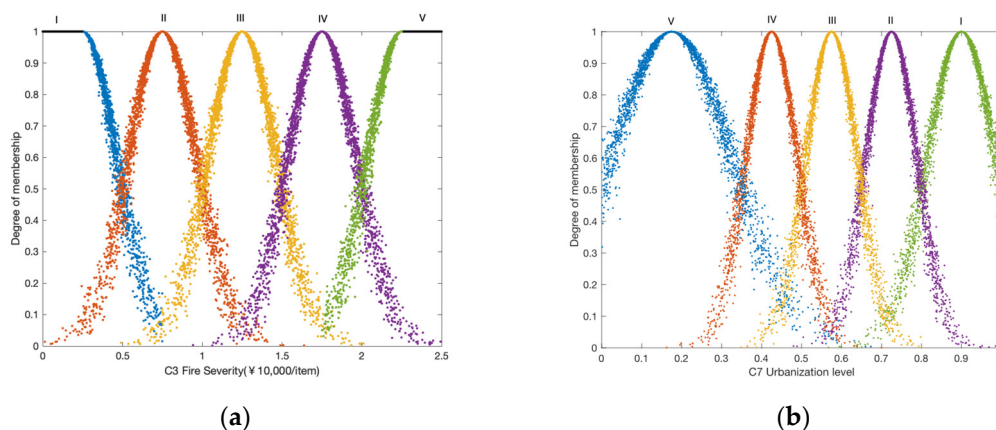 I II III IV V
1
0.9
0.8
0.7
0.6
0.5
0.4
0.3
0.2
0.1
0
Degree of membership
0 0.5 1 1.5 2 2.5
C3 Fire Severity(¥10,000/item)
(a)
V IV III II I
1
0.9
0.8
0.7
0.6
0.5
0.4
0.3
0.2
0.1
0
Degree of membership
0 0.1 0.2 0.3 0.4 0.5 0.6 0.7 0.8 0.9
C7 Urbanization level
(b)